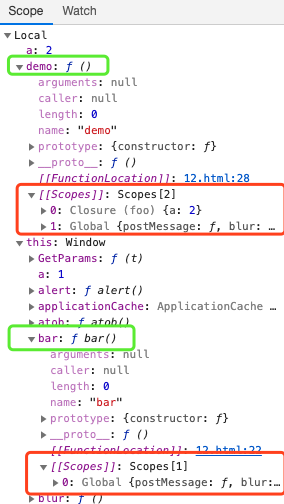 Scope Watch
▼Local
a: 2
▼demo: ƒ ()
arguments: null
caller: null
length: 0
name: "demo"
▶prototype: {constructor: ƒ}
▶__proto__: ƒ ()
[[FunctionLocation]]: 12.html:28
▼[[Scopes]]: Scopes[2]
▶0: Closure (foo) {a: 2}
▶1: Global {postMessage: ƒ, blur: …
▼this: Window
▶GetParams: ƒ (t)
a: 1
▶alert: ƒ alert()
▶applicationCache: ApplicationCache …
▶atob: ƒ atob()
▼bar: ƒ bar()
arguments: null
caller: null
length: 0
name: "bar"
▶prototype: {constructor: ƒ}
▶__proto__: ƒ ()
[[FunctionLocation]]: 12.html:22
▼[[Scopes]]: Scopes[1]
▶0: Global {postMessage: ƒ, blur:…
▶blur: ƒ ()